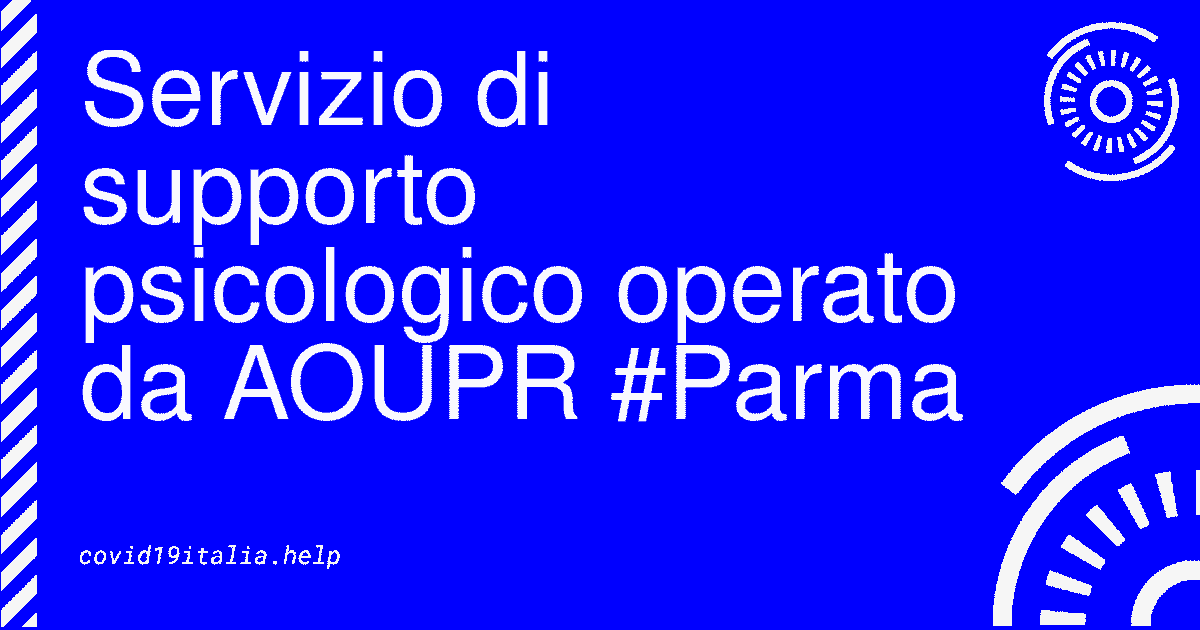 Servizio di
supporto
psicologico operato
da AOUPR #Parma
covid19italia.help